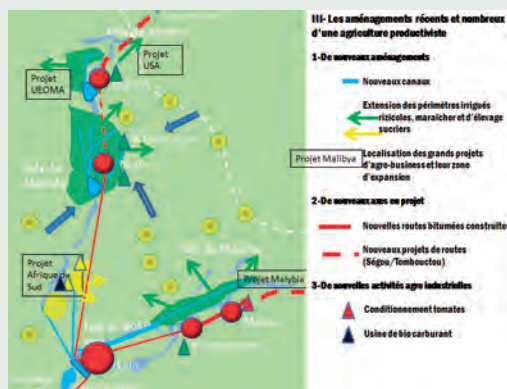 Projet
UEOMA
Projet
USA
Projet
Afrique du
Sud
Projet Malybia
III- Les aménagements récents et nombreux
d'une agriculture productiviste
1-De nouveaux aménagements
Nouveaux canaux
Extension des périmètres irrigués
rizicoles, maraîcher et d'élevage
sucriers
Projet Malibya
Localisation des grands projets
d'agro-business et leur zone
d'expansion
2-De nouveaux axes en projet
Nouvelles routes bitumées construites
Nouveaux projets de routes
(Ségou/Tombouctou)
3-De nouvelles activités agro industrielles
Conditionnement tomates
Usine de bio carburant